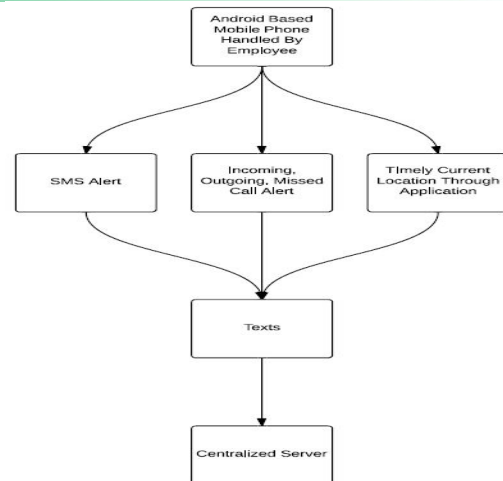 Android Based
Mobile Phone
Handled By
Employee
SMS Alert
Incoming,
Outgoing, Missed
Call Alert
TImely Current
Location Through
Application
Texts
Centralized Server